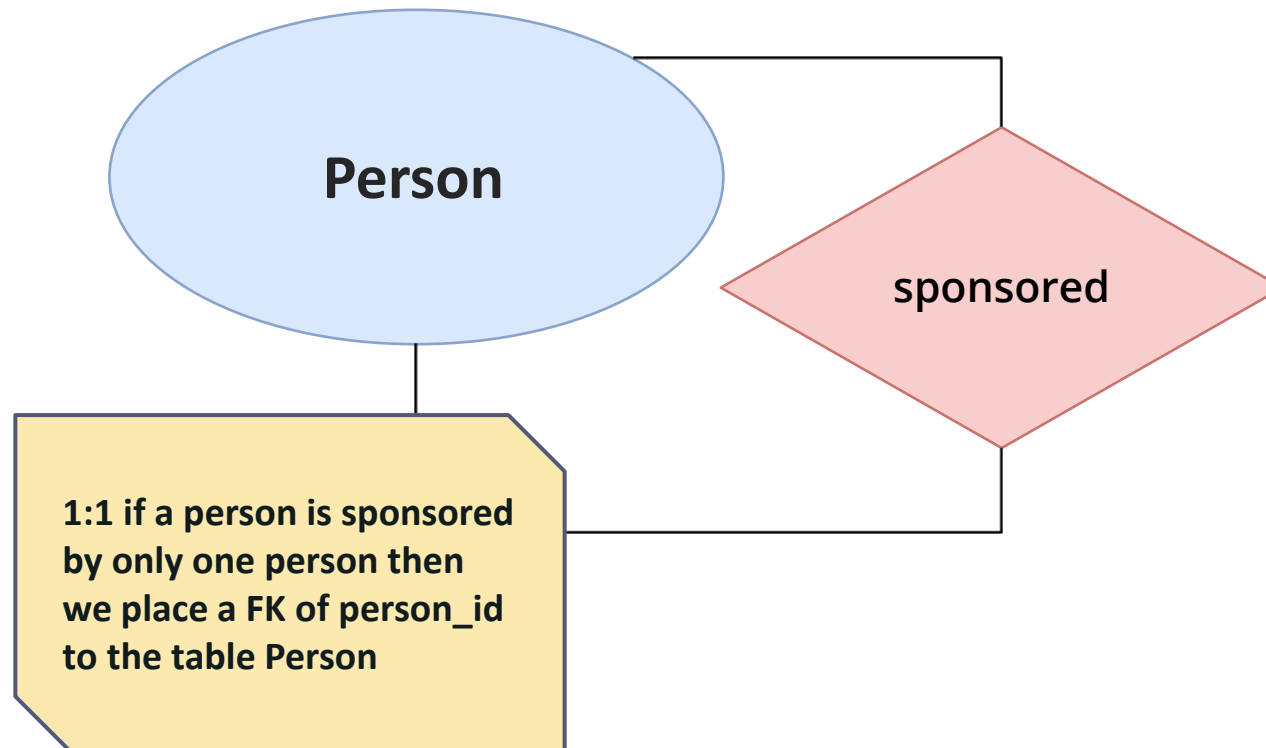 Person
sponsored
1:1 if a person is sponsored
by only one person then
we place a FK of person_id
to the table Person